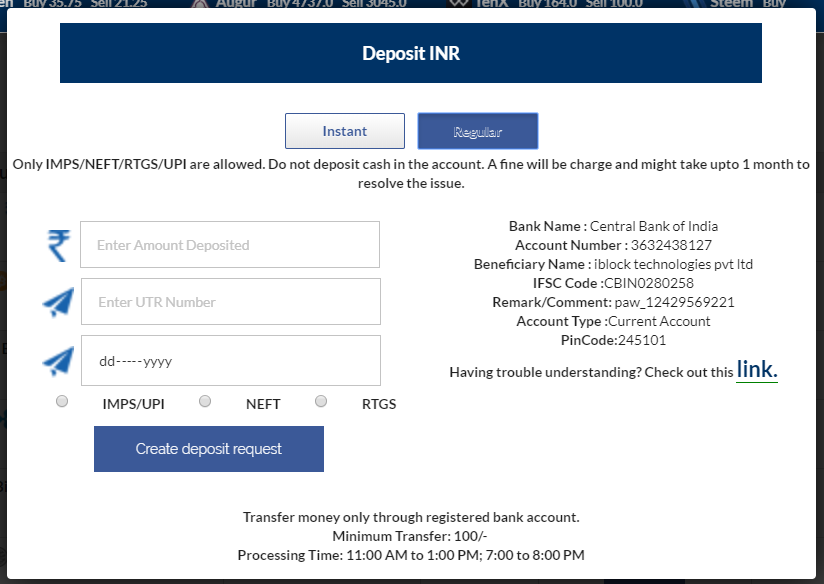 Buy 35.75 Sell 21.25 Augur Buy 4737.0 Sell 3045.0 TenX Buy 164.0 Sell 100.0 Steem Buy
Deposit INR
Instant Regular
Only IMPS/NEFT/RTGS/UPI are allowed. Do not deposit cash in the account. A fine will be charge and might take upto 1 month to
resolve the issue.
Enter Amount Deposited
Enter UTR Number
dd-----yyyy
IMPS/UPI NEFT RTGS
Create deposit request
Bank Name : Central Bank of India
Account Number : 3632438127
Beneficiary Name : iblock technologies pvt ltd
IFSC Code :CBIN0280258
Remark/Comment: paw_12429569221
Account Type :Current Account
PinCode:245101
Having trouble understanding? Check out this link.
Transfer money only through registered bank account.
Minimum Transfer: 100/-
Processing Time: 11:00 AM to 1:00 PM; 7:00 to 8:00 PM